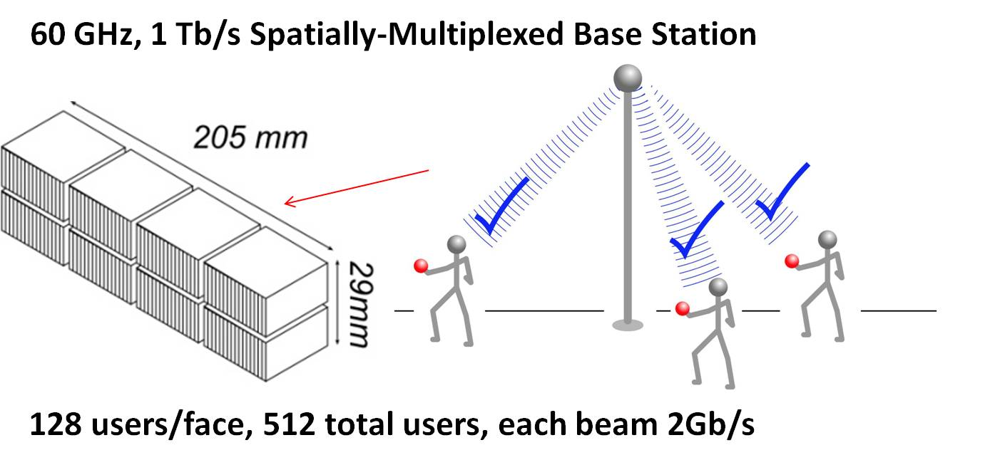 60 GHz, 1 Tb/s Spatially-Multiplexed Base Station
205 mm
29mm
128 users/face, 512 total users, each beam 2Gb/s